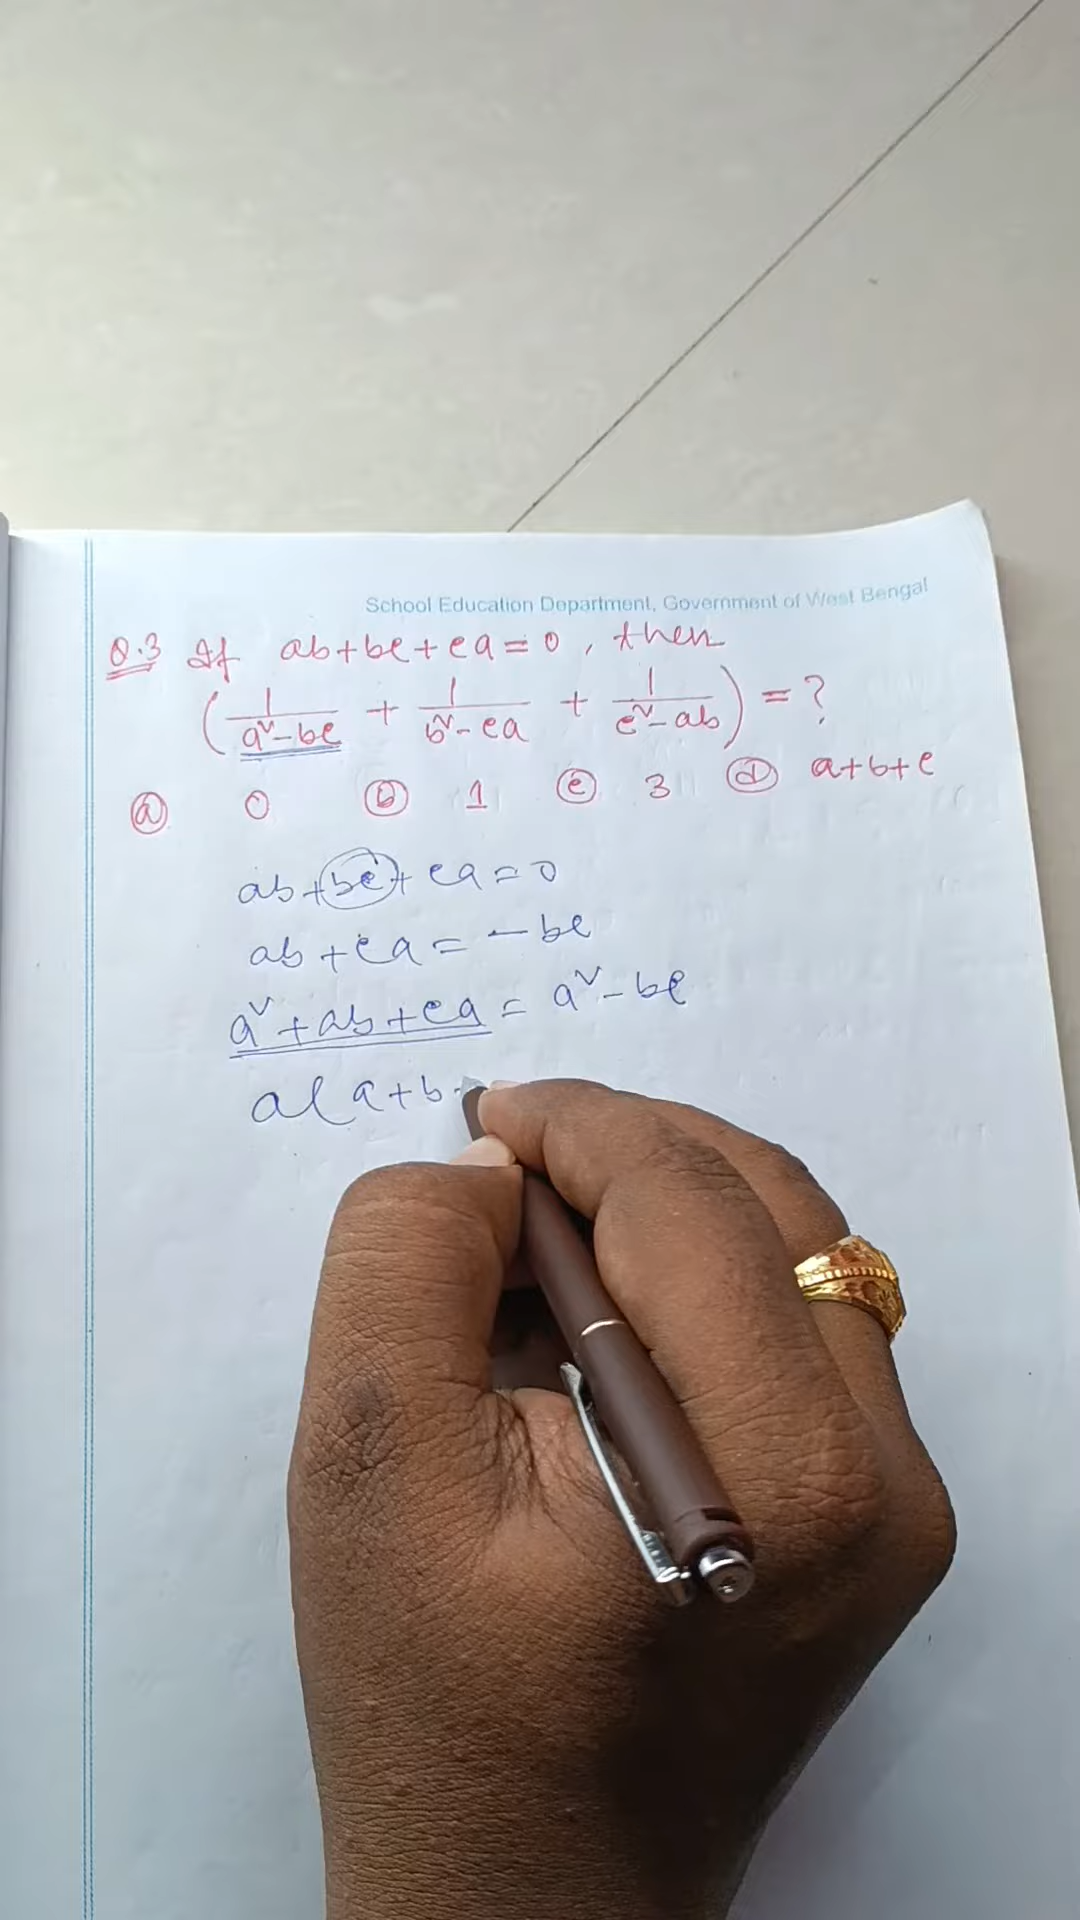 School Education Department, Government of West Bengal
Q.3 If ab+bc+ca=0, then
(1/(a²-bc) + 1/(b²-ca) + 1/(c²-ab)) = ?
ⓐ 0 ⓑ 1 ⓒ 3 ⓓ a+b+c
ab+bc+ca=0
ab+ca=-bc
a²+ab+ca=a²-bc
a(a+b